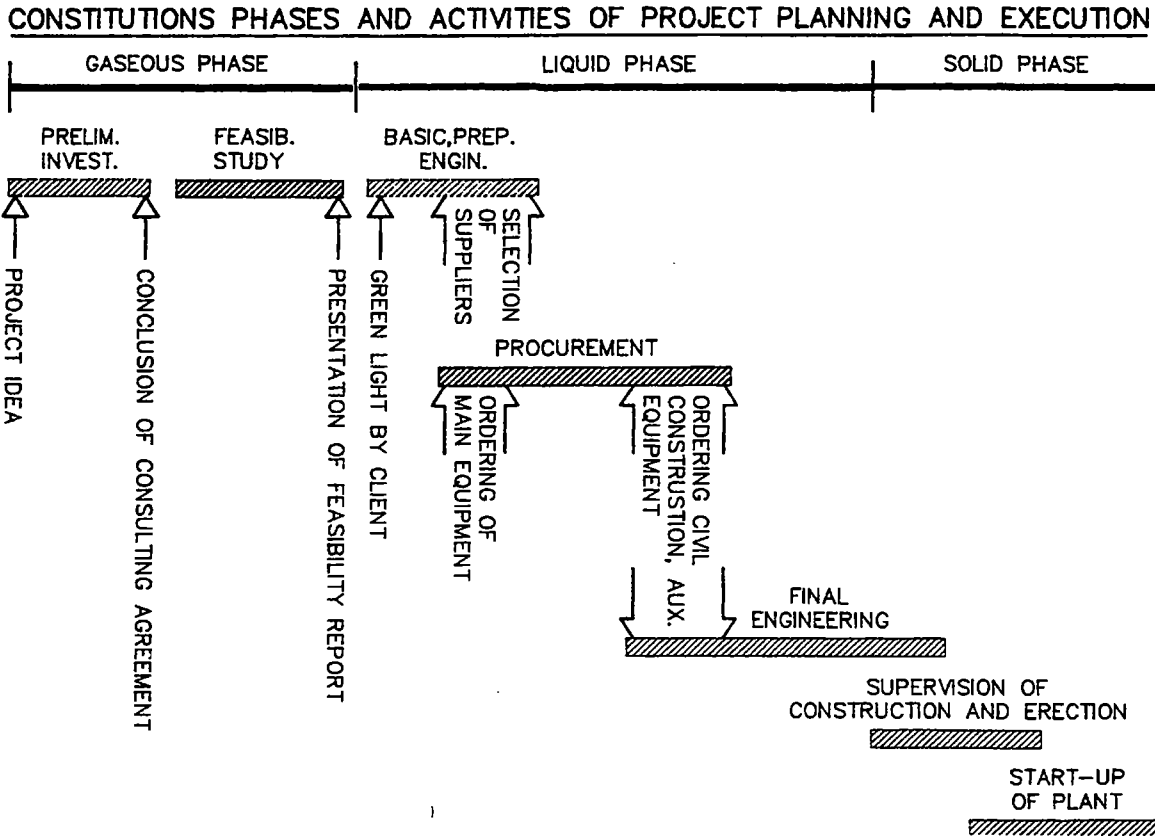 CONSTITUTIONS PHASES AND ACTIVITIES OF PROJECT PLANNING AND EXECUTION
GASEOUS PHASE
LIQUID PHASE
SOLID PHASE
PRELIM.
INVEST.
FEASIB.
STUDY
BASIC,PREP.
ENGIN.
SELECTION
OF
SUPPLIERS
PROJECT IDEA
CONCLUSION OF CONSULTING AGREEMENT
PRESENTATION OF FEASIBILITY REPORT
GREEN LIGHT BY CLIENT
PROCUREMENT
ORDERING OF
MAIN EQUIPMENT
ORDERING CIVIL
CONSTRUSTION, AUX.
EQUIPMENT
FINAL
ENGINEERING
SUPERVISION OF
CONSTRUCTION AND ERECTION
START-UP
OF PLANT